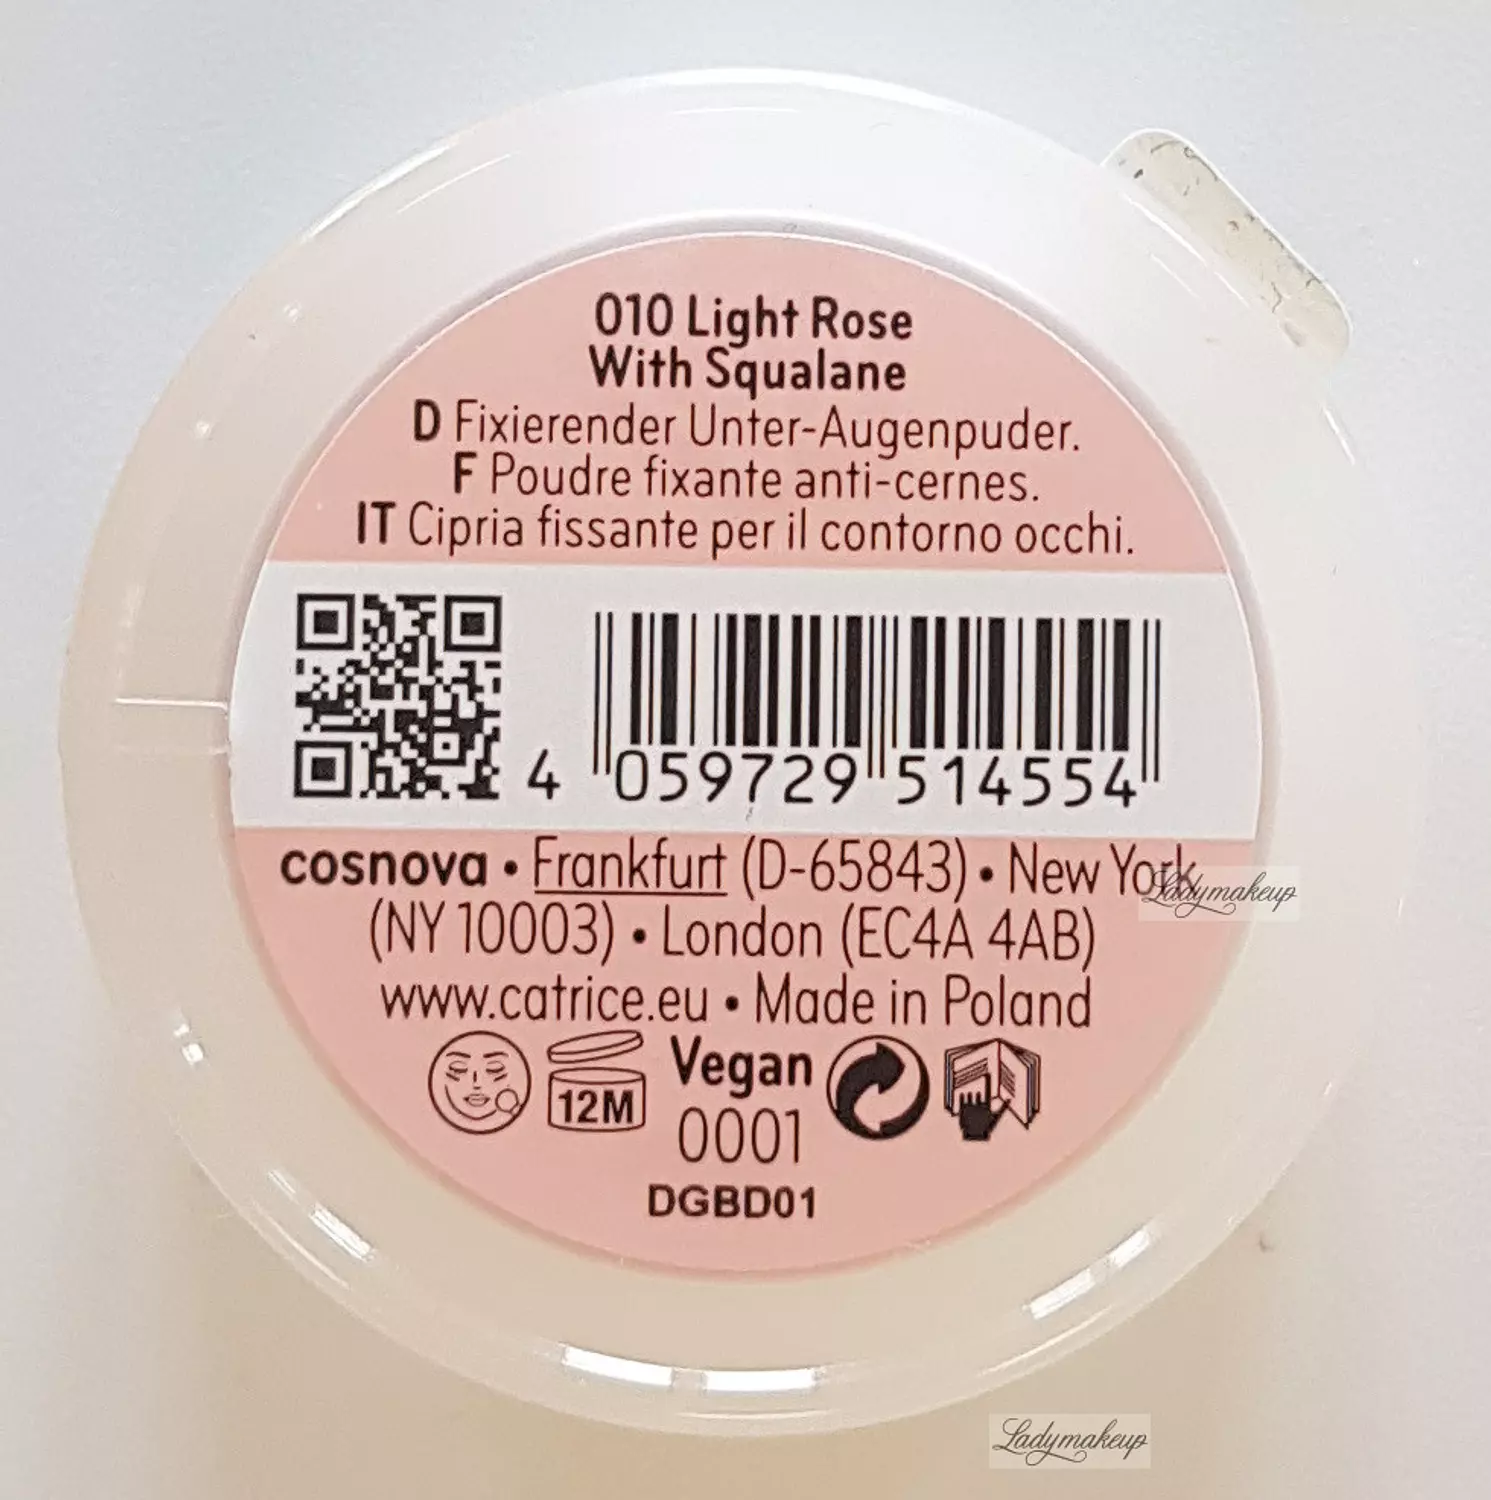 010 Light Rose
With Squalane
D Fixierender Unter-Augenpuder.
F Poudre fixante anti-cernes.
IT Cipria fissante per il contorno occhi.
4 059729 514554
cosnova • Frankfurt (D-65843) • New York
Ladymakeup
(NY 10003) • London (EC4A 4AB)
www.catrice.eu • Made in Poland
12M
Vegan
0001
DGBD01
Ladymakeup